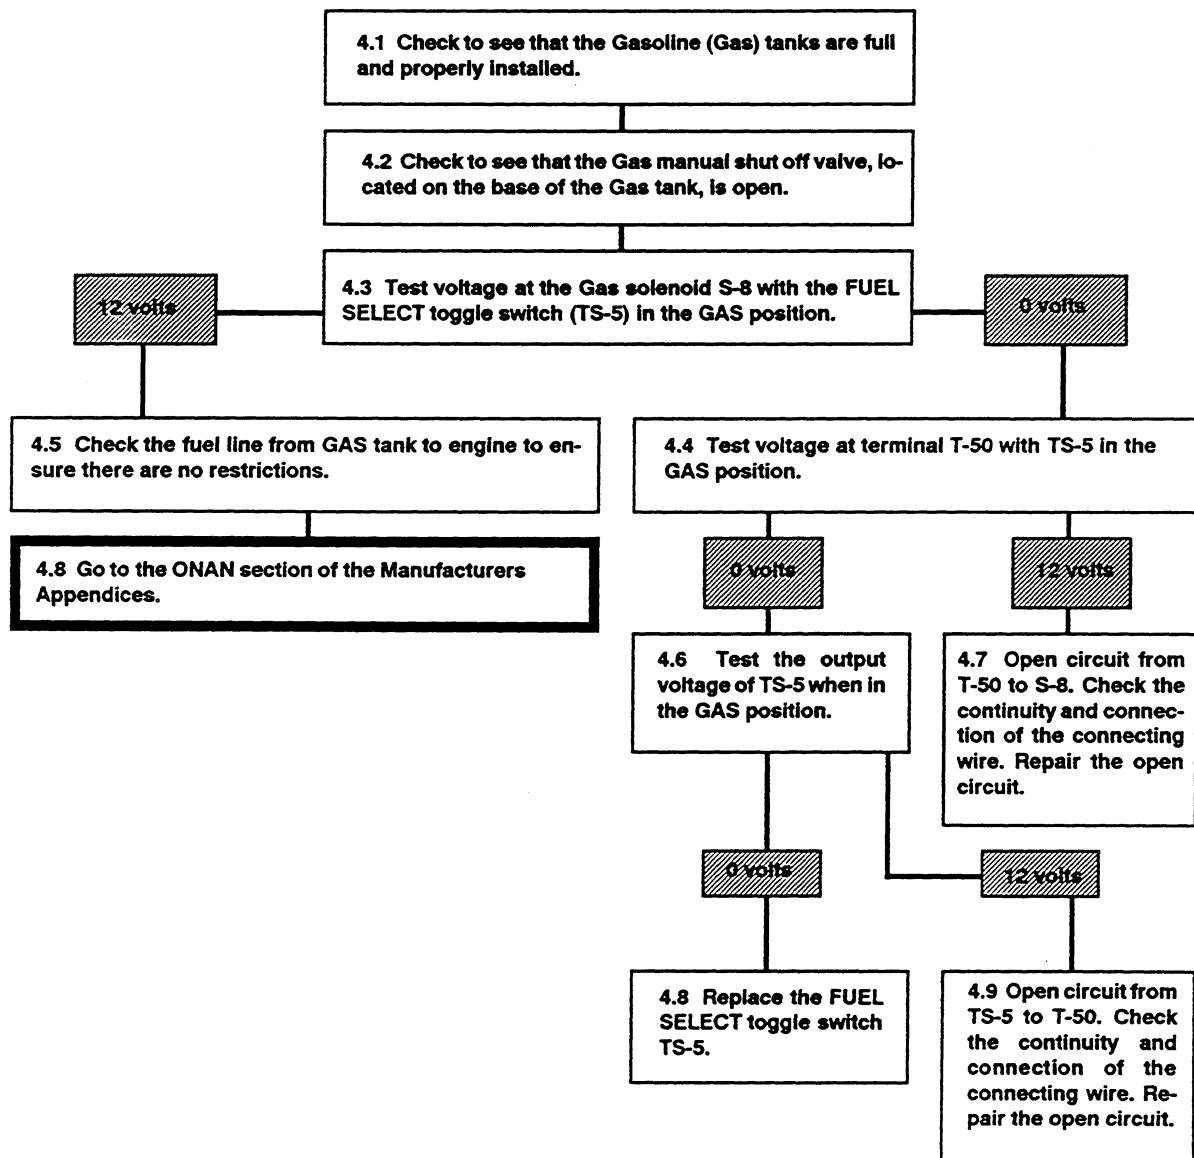 4.1 Check to see that the Gasoline (Gas) tanks are full
and properly installed.
4.2 Check to see that the Gas manual shut off valve, lo-
cated on the base of the Gas tank, is open.
12 volts
4.3 Test voltage at the Gas solenoid S-8 with the FUEL
SELECT toggle switch (TS-5) in the GAS position.
0 volts
4.5 Check the fuel line from GAS tank to engine to en-
sure there are no restrictions.
4.4 Test voltage at terminal T-50 with TS-5 in the
GAS position.
4.8 Go to the ONAN section of the Manufacturers
Appendices.
0 volts
12 volts
4.6 Test the output
voltage of TS-5 when in
the GAS position.
4.7 Open circuit from
T-50 to S-8. Check the
continuity and connec-
tion of the connecting
wire. Repair the open
circuit.
0 volts
12 volts
4.8 Replace the FUEL
SELECT toggle switch
TS-5.
4.9 Open circuit from
TS-5 to T-50. Check
the continuity and
connection of the
connecting wire. Re-
pair the open circuit.